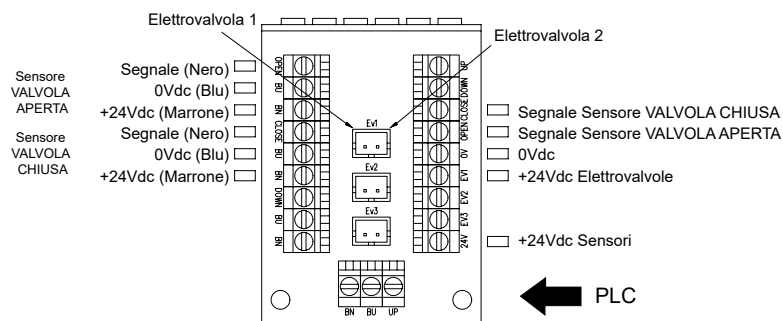 Elettrovalvola 1
Elettrovalvola 2
Sensore
VALVOLA
APERTA
Segnale (Nero)
0Vdc (Blu)
+24Vdc (Marrone)
Sensore
VALVOLA
CHIUSA
Segnale (Nero)
0Vdc (Blu)
+24Vdc (Marrone)
OPEN
BU
BN
CLOSE
BU
BN
DOWN
BU
BN
Ev1
Ev2
Ev3
UP
DOWN
CLOSE
OPEN
0V
EV1
EV2
EV3
24V
Segnale Sensore VALVOLA CHIUSA
Segnale Sensore VALVOLA APERTA
0Vdc
+24Vdc Elettrovalvole
+24Vdc Sensori
BN BU UP
PLC